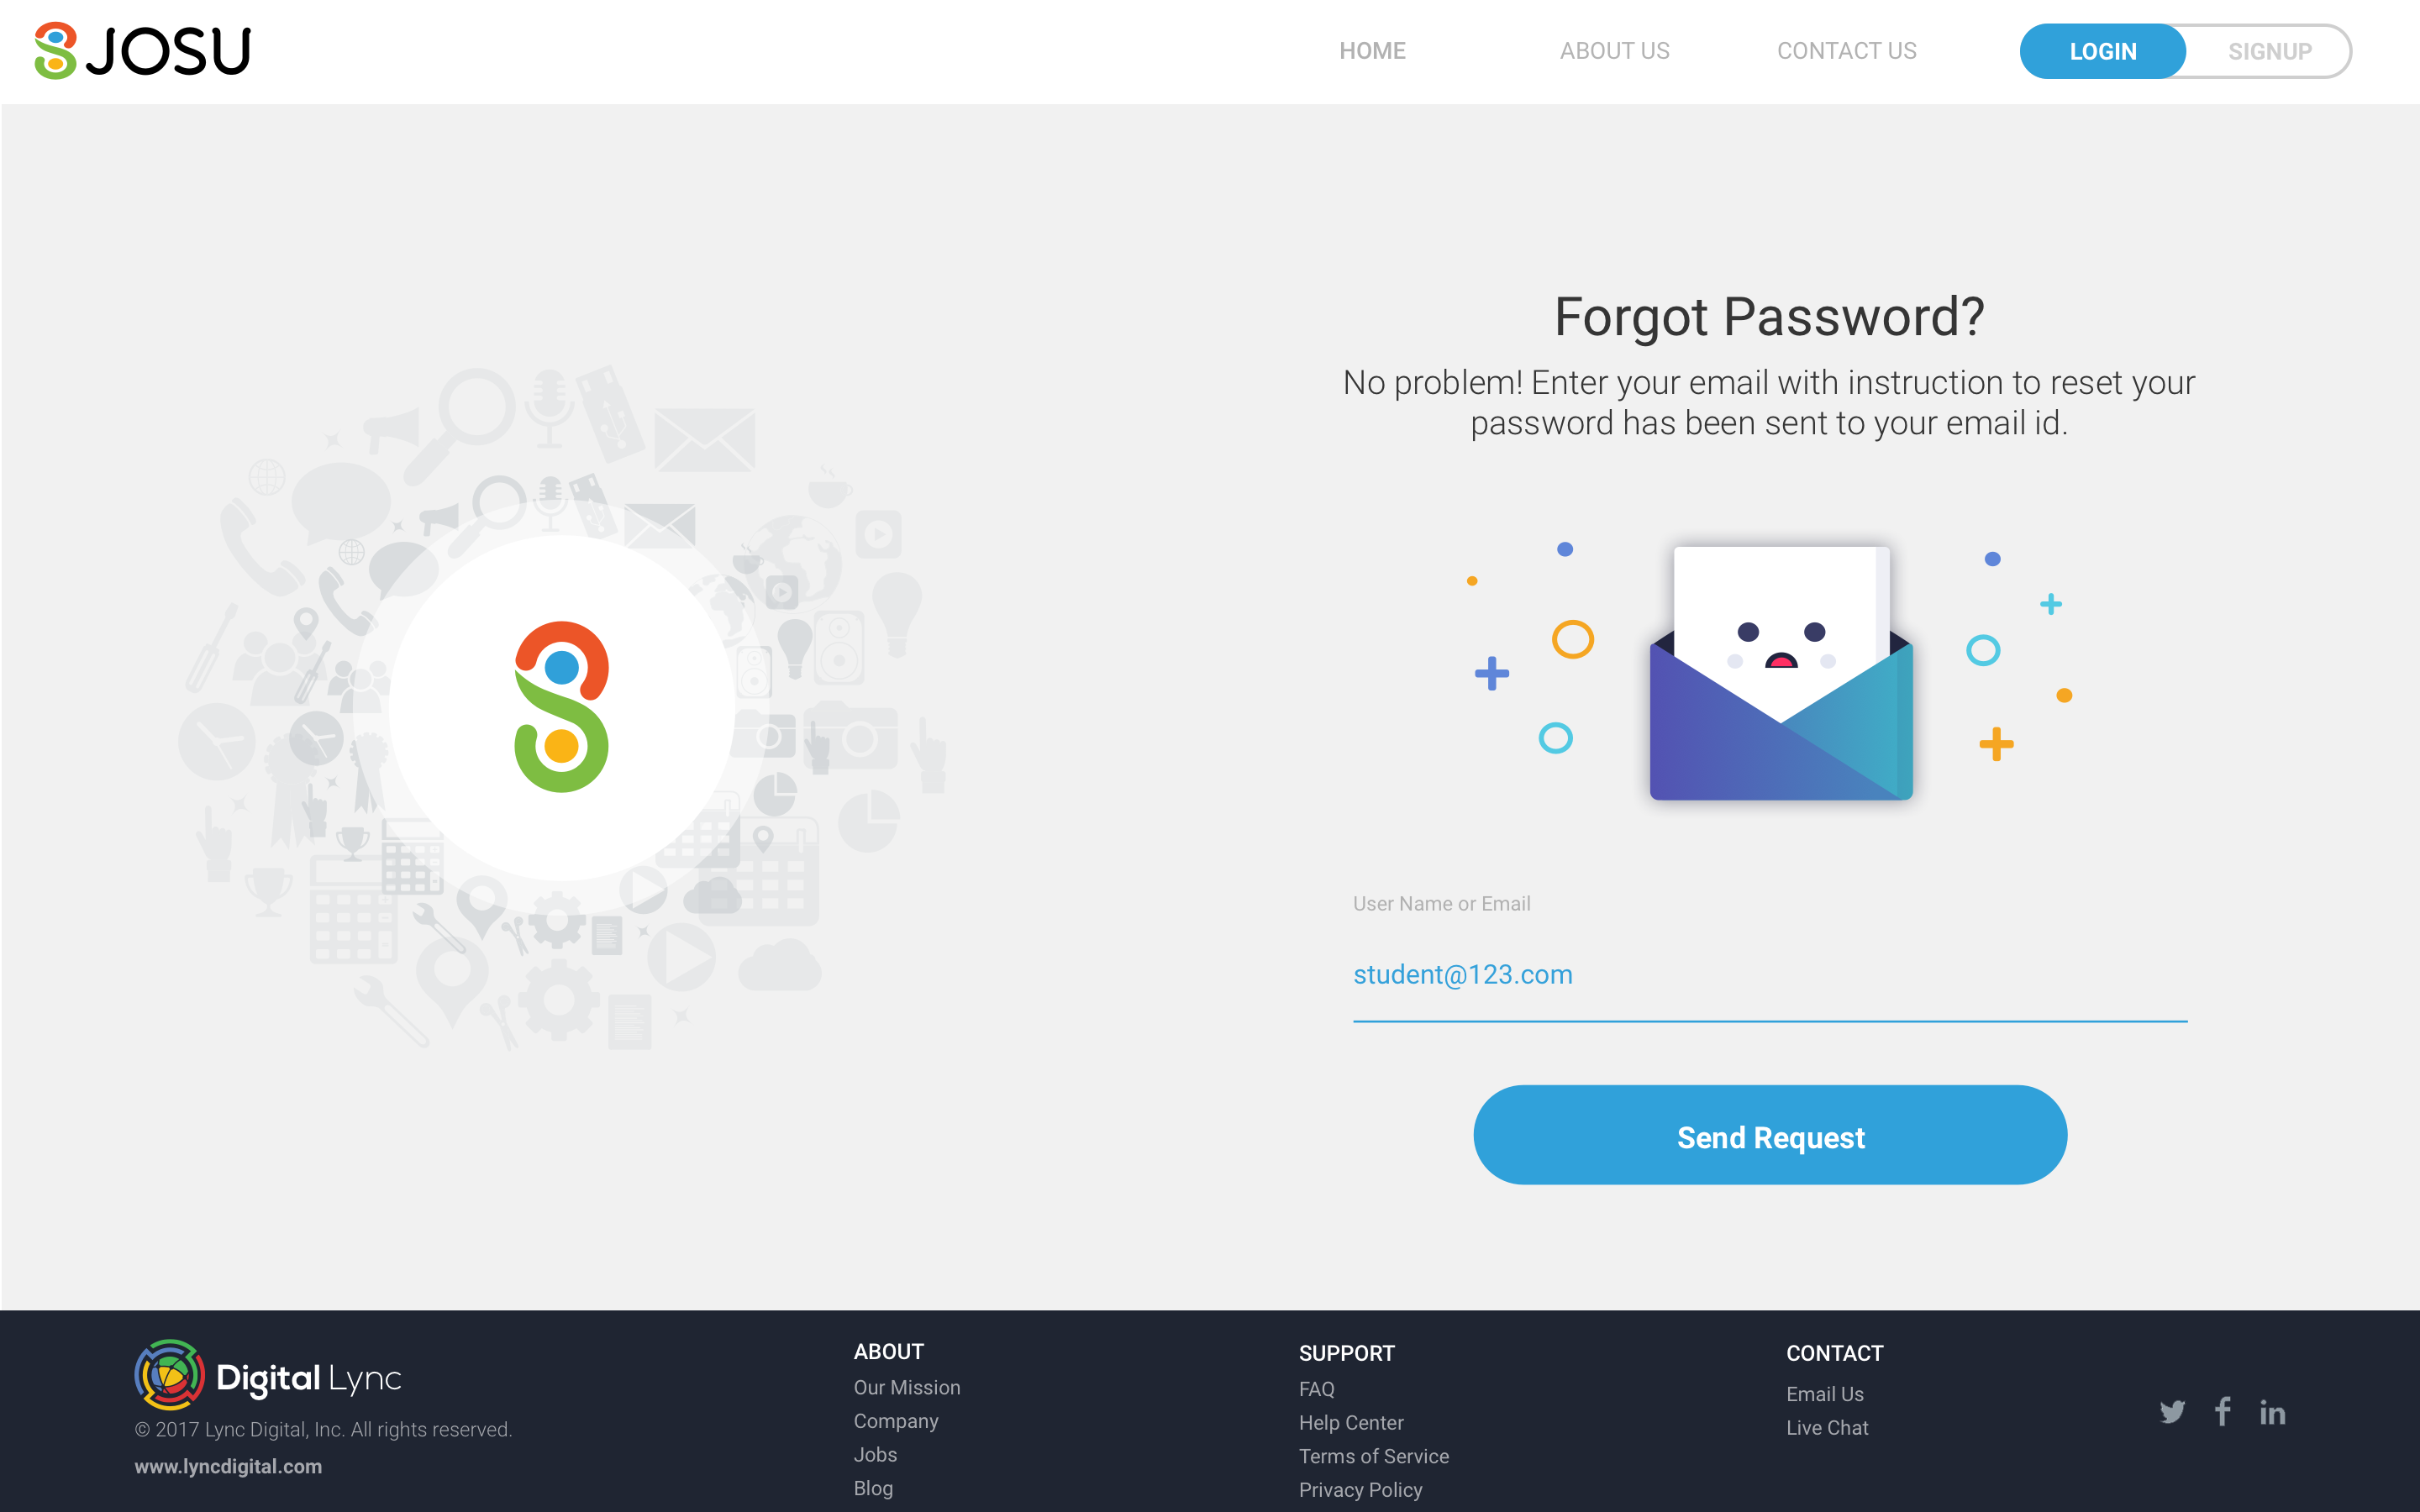 JOSU
HOME ABOUT US CONTACT US LOGIN SIGNUP
Forgot Password?
No problem! Enter your email with instruction to reset your
password has been sent to your email id.
User Name or Email
student@123.com
Send Request
Digital Lync
© 2017 Lync Digital, Inc. All rights reserved.
www.lyncdigital.com
ABOUT
Our Mission
Company
Jobs
Blog
SUPPORT
FAQ
Help Center
Terms of Service
Privacy Policy
CONTACT
Email Us
Live Chat